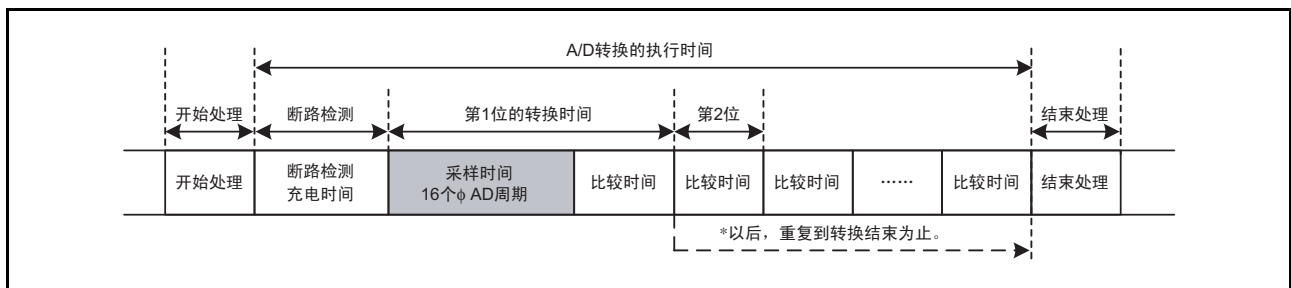 A/D转换的执行时间
开始处理
断路检测
第1位的转换时间
第2位
结束处理
开始处理
断路检测
充电时间
采样时间
16个ϕ AD周期
比较时间
比较时间
比较时间
……
比较时间
结束处理
*以后，重复到转换结束为止。